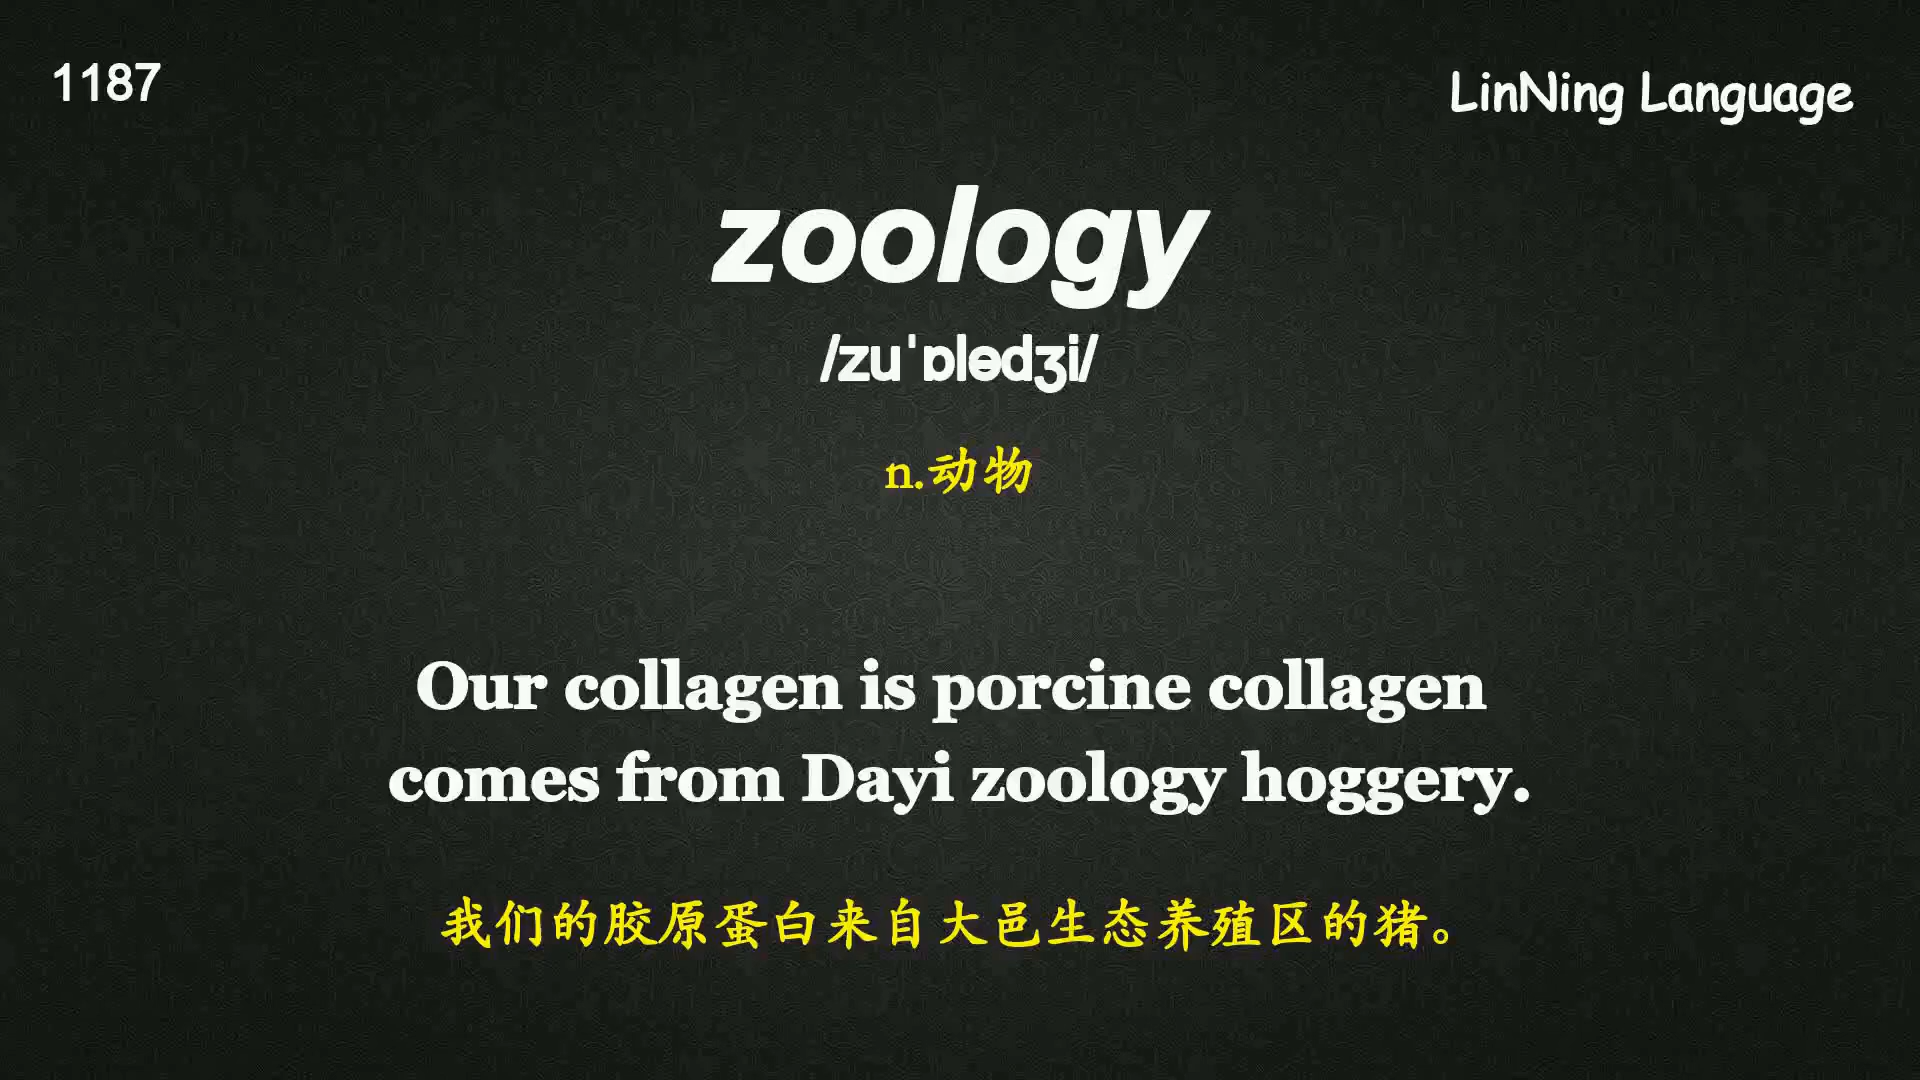 1187
LinNing Language
zoology
/zuˈɒlədʒi/
n.动物
Our collagen is porcine collagen
comes from Dayi zoology hoggery.
我们的胶原蛋白来自大邑生态养殖区的猪。